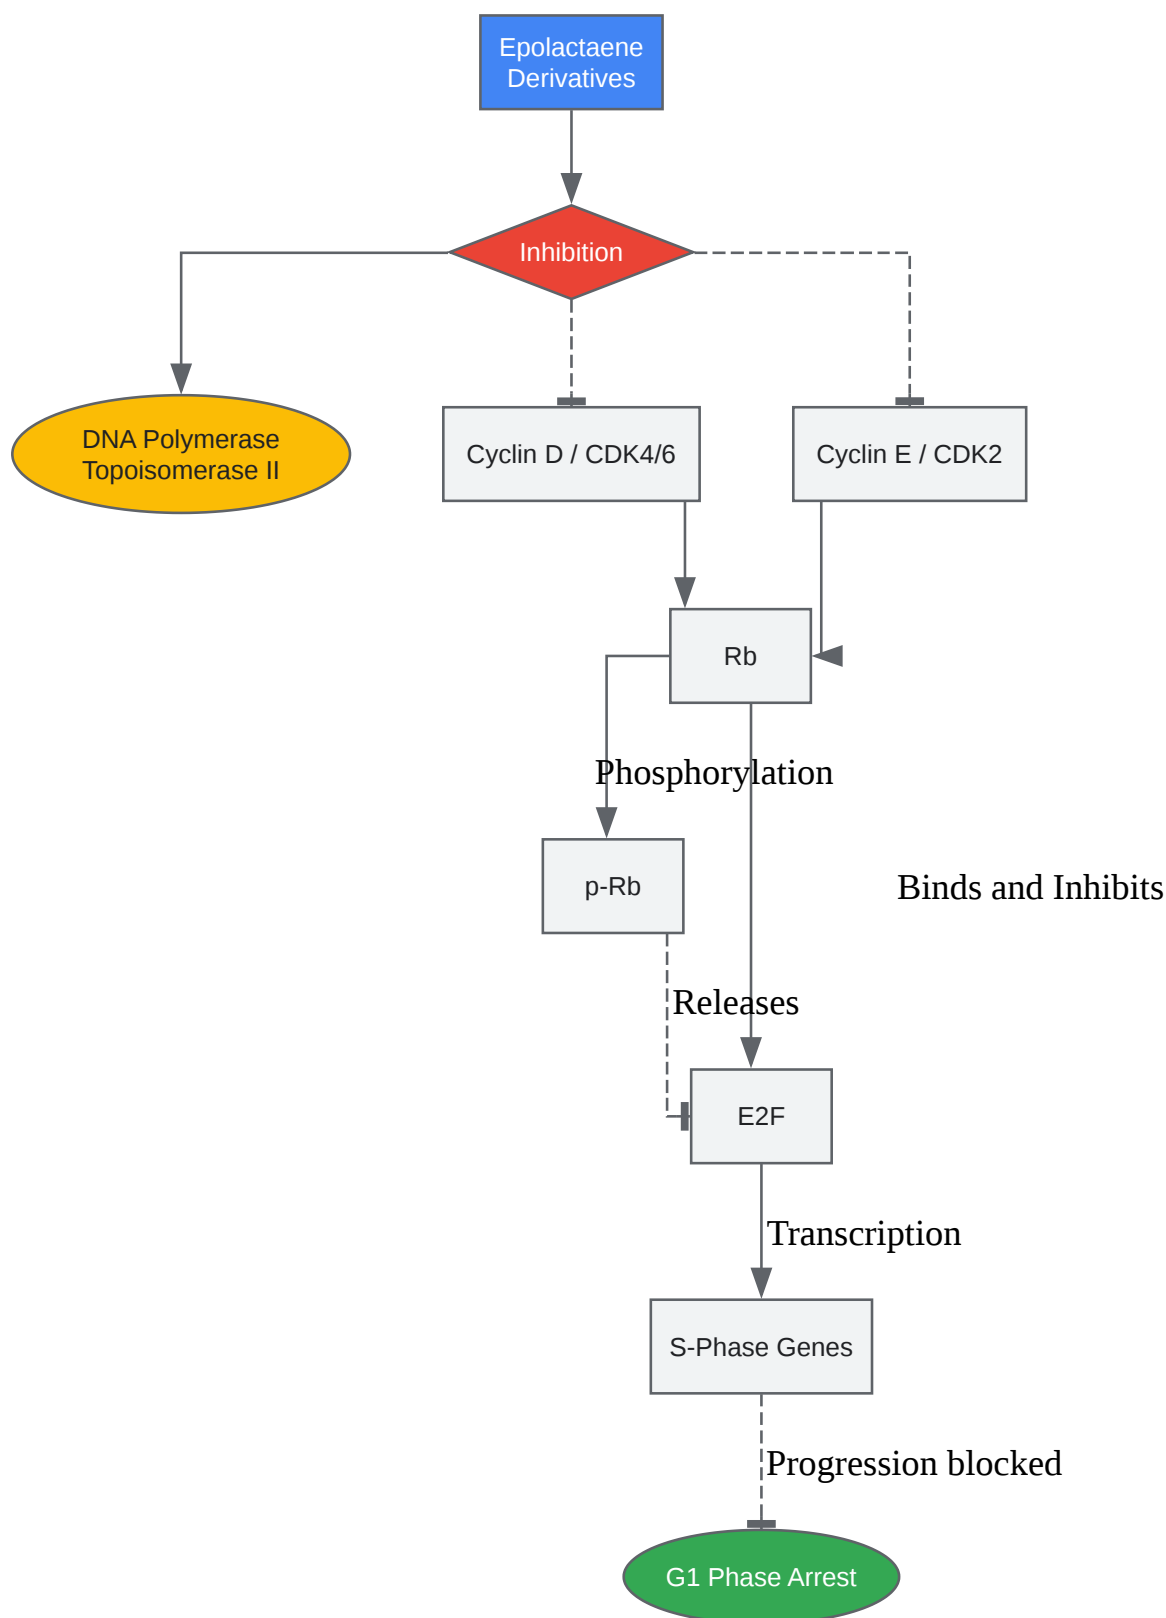 Epolactaene
Derivatives
Inhibition
DNA Polymerase
Topoisomerase II
Cyclin D / CDK4/6
Cyclin E / CDK2
Rb
Phosphorylation
p-Rb
Binds and Inhibits
Releases
E2F
Transcription
S-Phase Genes
Progression blocked
G1 Phase Arrest